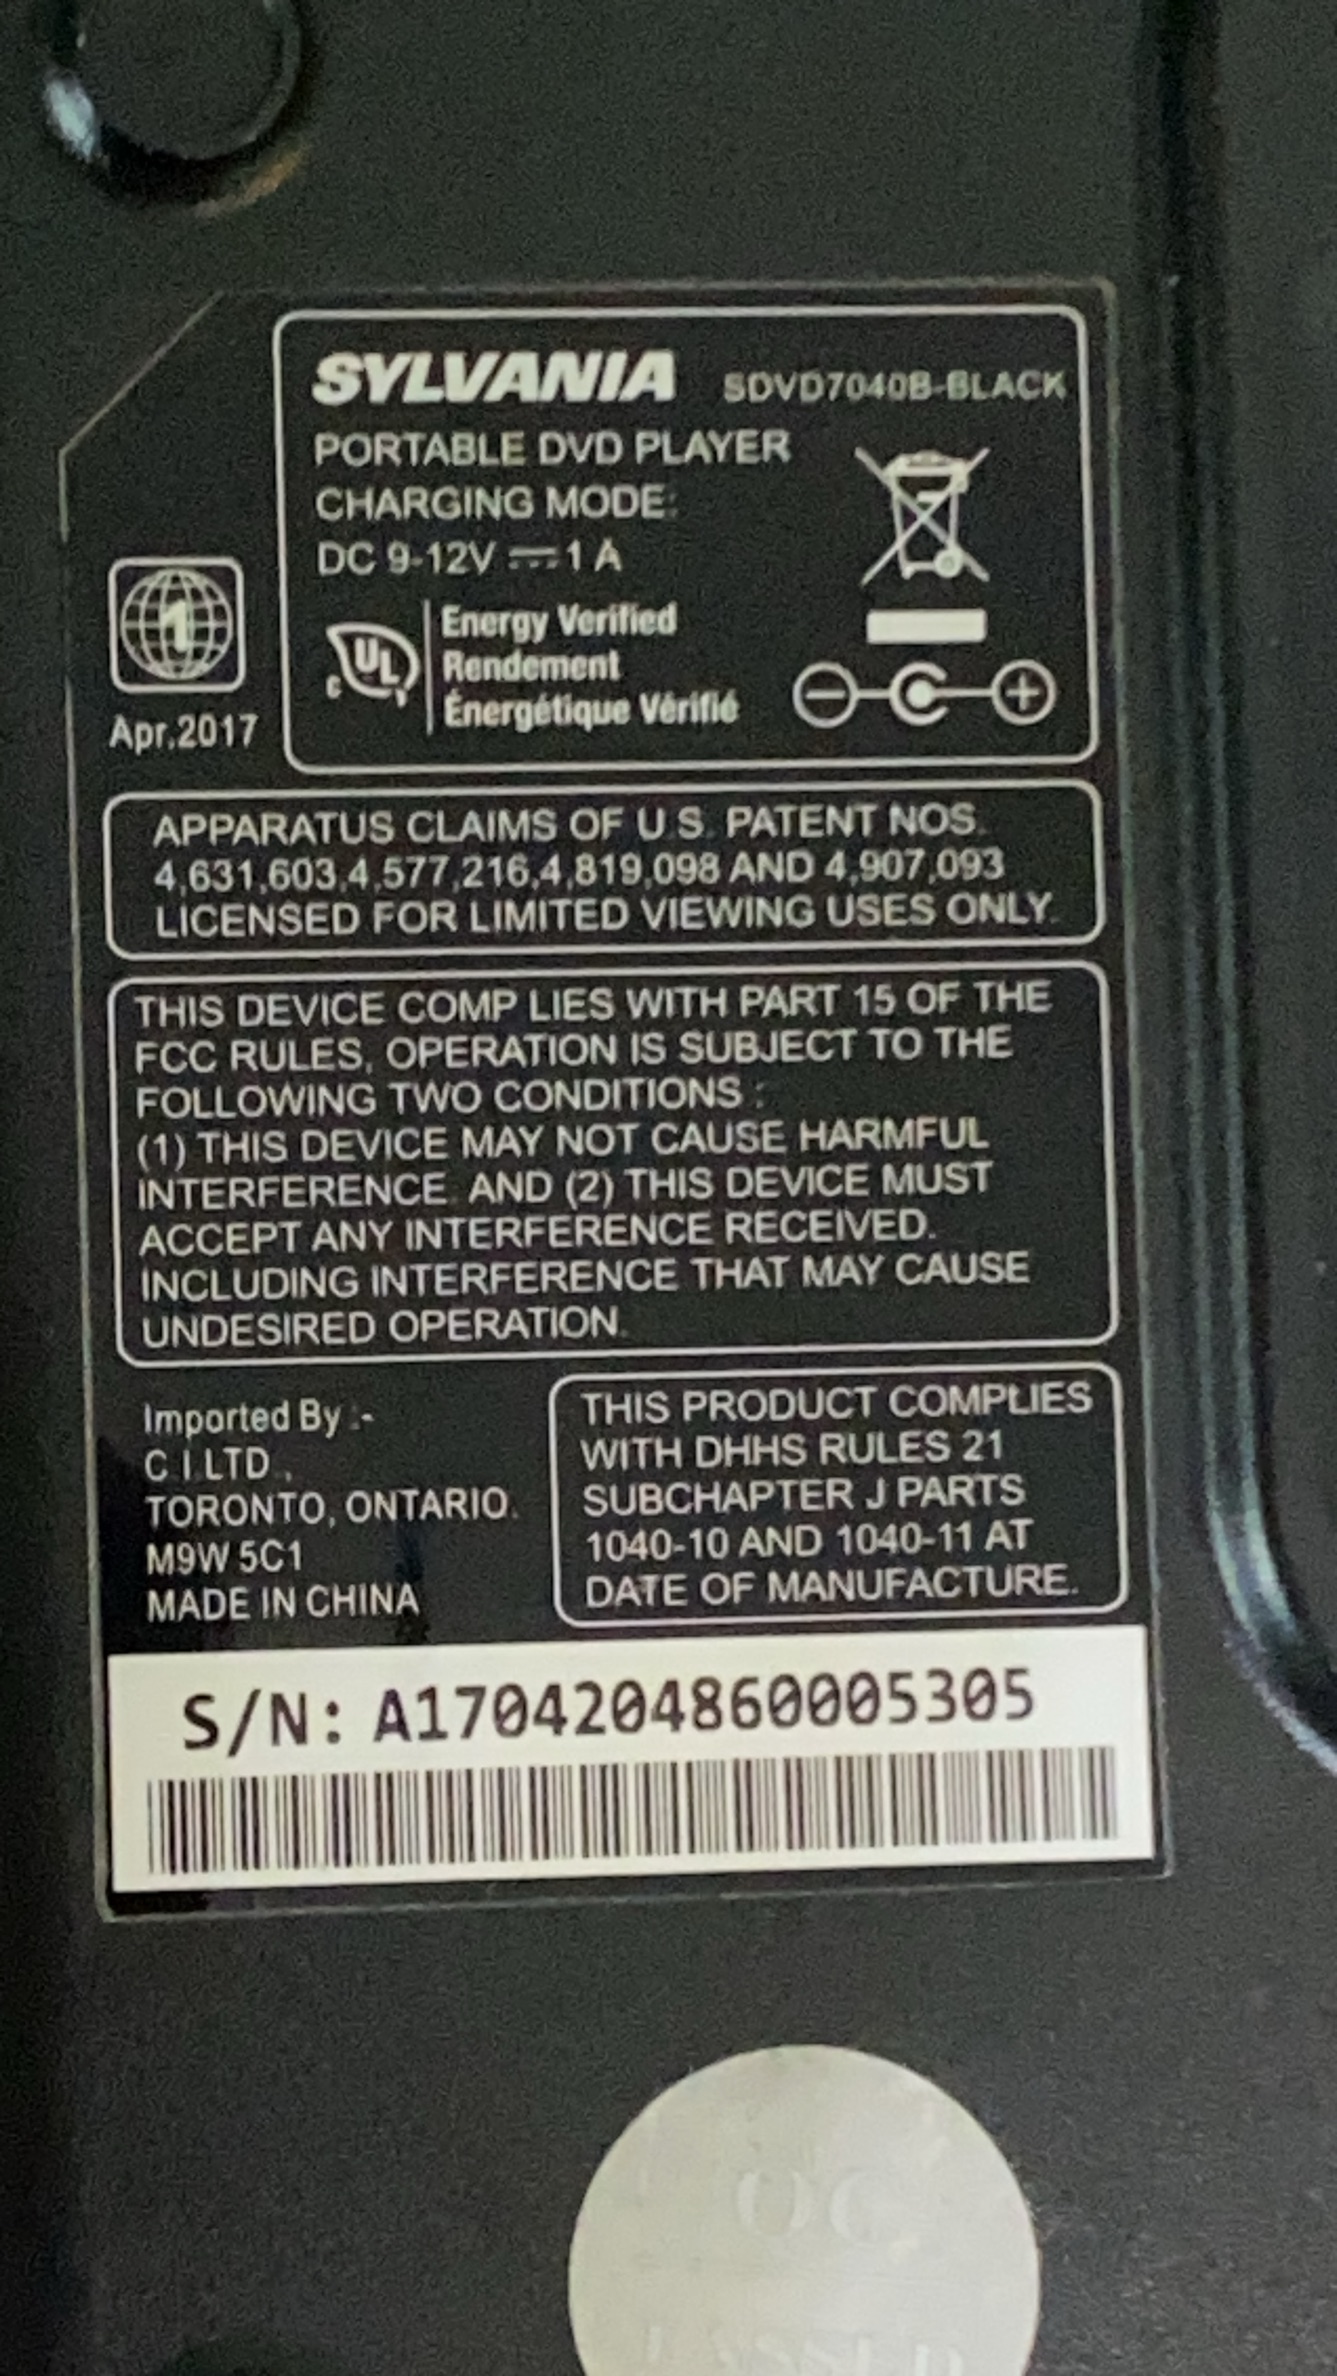 SYLVANIA SDVD7040B-BLACK
PORTABLE DVD PLAYER
CHARGING MODE:
DC 9-12V ⎓ 1 A
UL
Energy Verified
Rendement
Énergétique Vérifié
1
Apr.2017
APPARATUS CLAIMS OF U.S. PATENT NOS.
4,631,603,4,577,216,4,819,098 AND 4,907,093
LICENSED FOR LIMITED VIEWING USES ONLY.
THIS DEVICE COMP LIES WITH PART 15 OF THE
FCC RULES, OPERATION IS SUBJECT TO THE
FOLLOWING TWO CONDITIONS :
(1) THIS DEVICE MAY NOT CAUSE HARMFUL
INTERFERENCE. AND (2) THIS DEVICE MUST
ACCEPT ANY INTERFERENCE RECEIVED.
INCLUDING INTERFERENCE THAT MAY CAUSE
UNDESIRED OPERATION.
Imported By :-
C.I.LTD.,
TORONTO, ONTARIO.
M9W 5C1
MADE IN CHINA
THIS PRODUCT COMPLIES
WITH DHHS RULES 21
SUBCHAPTER J PARTS
1040-10 AND 1040-11 AT
DATE OF MANUFACTURE.
S/N: A1704204860005305
QC